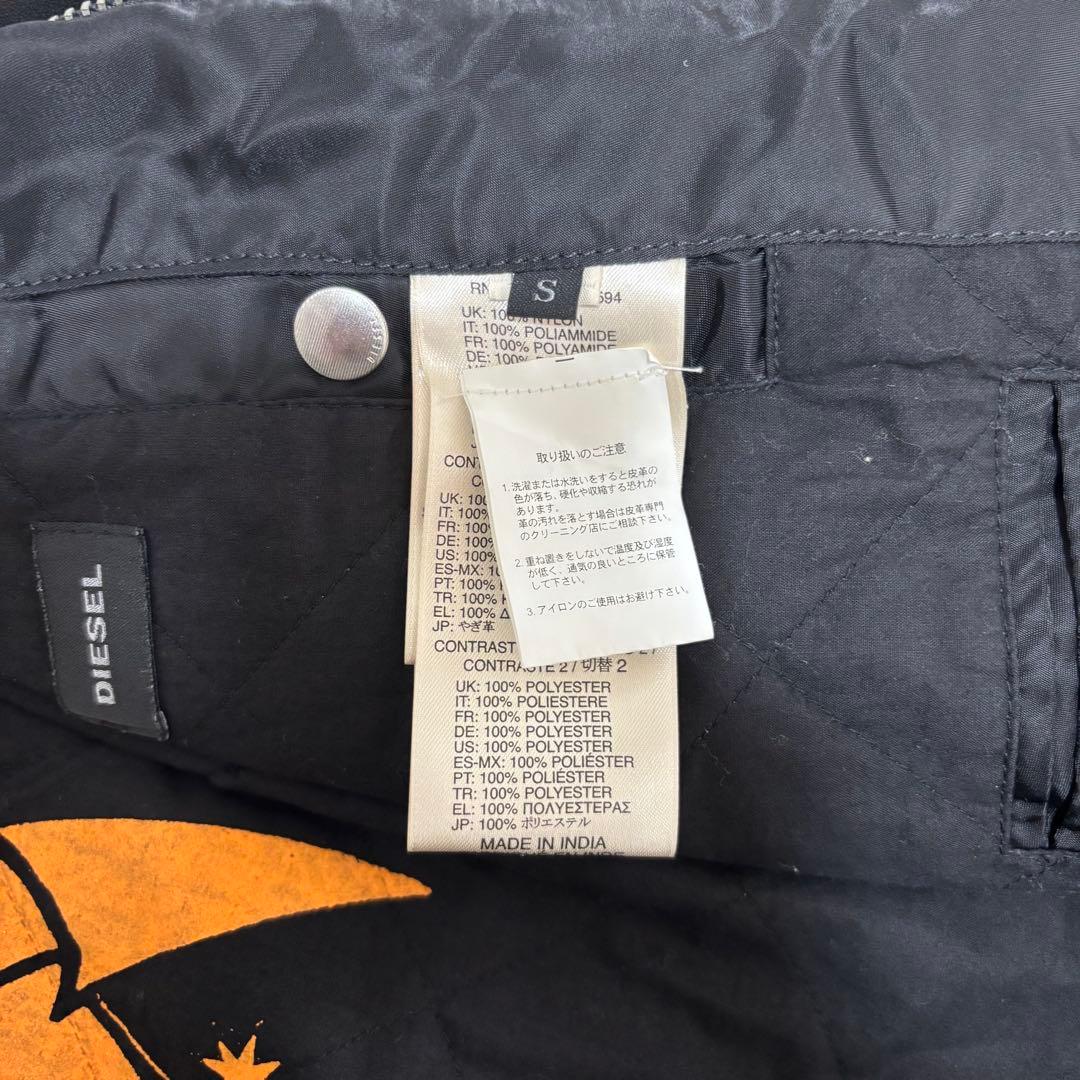 S
RN
594
UK: 100% NYLON
IT: 100% POLIAMMIDE
FR: 100% POLYAMIDE
DE: 100%
取り扱いのご注意
1. 洗濯または水洗いをすると皮革の
色が落ち、硬化や収縮する恐れが
あります。
革の汚れを落とす場合は皮革専門
のクリーニング店にご相談下さい。
2. 重ね置きをしないで温度及び湿度
が低く、通気の良いところに保管
して下さい。
3. アイロンのご使用はお避け下さい。
UK: 100
IT: 100%
FR: 100
DE: 100
US: 100%
ES-MX: 1
PT: 100%
TR: 100%
EL: 100%
JP: やぎ革
CONTRAST
CONTRASTE 2 / 切替 2
UK: 100% POLYESTER
IT: 100% POLIESTERE
FR: 100% POLYESTER
DE: 100% POLYESTER
US: 100% POLYESTER
ES-MX: 100% POLIÉSTER
PT: 100% POLIÉSTER
TR: 100% POLYESTER
EL: 100% ΠΟΛΥΕΣΤΕΡΑΣ
JP: 100% ポリエステル
MADE IN INDIA
DIESEL
DIESEL